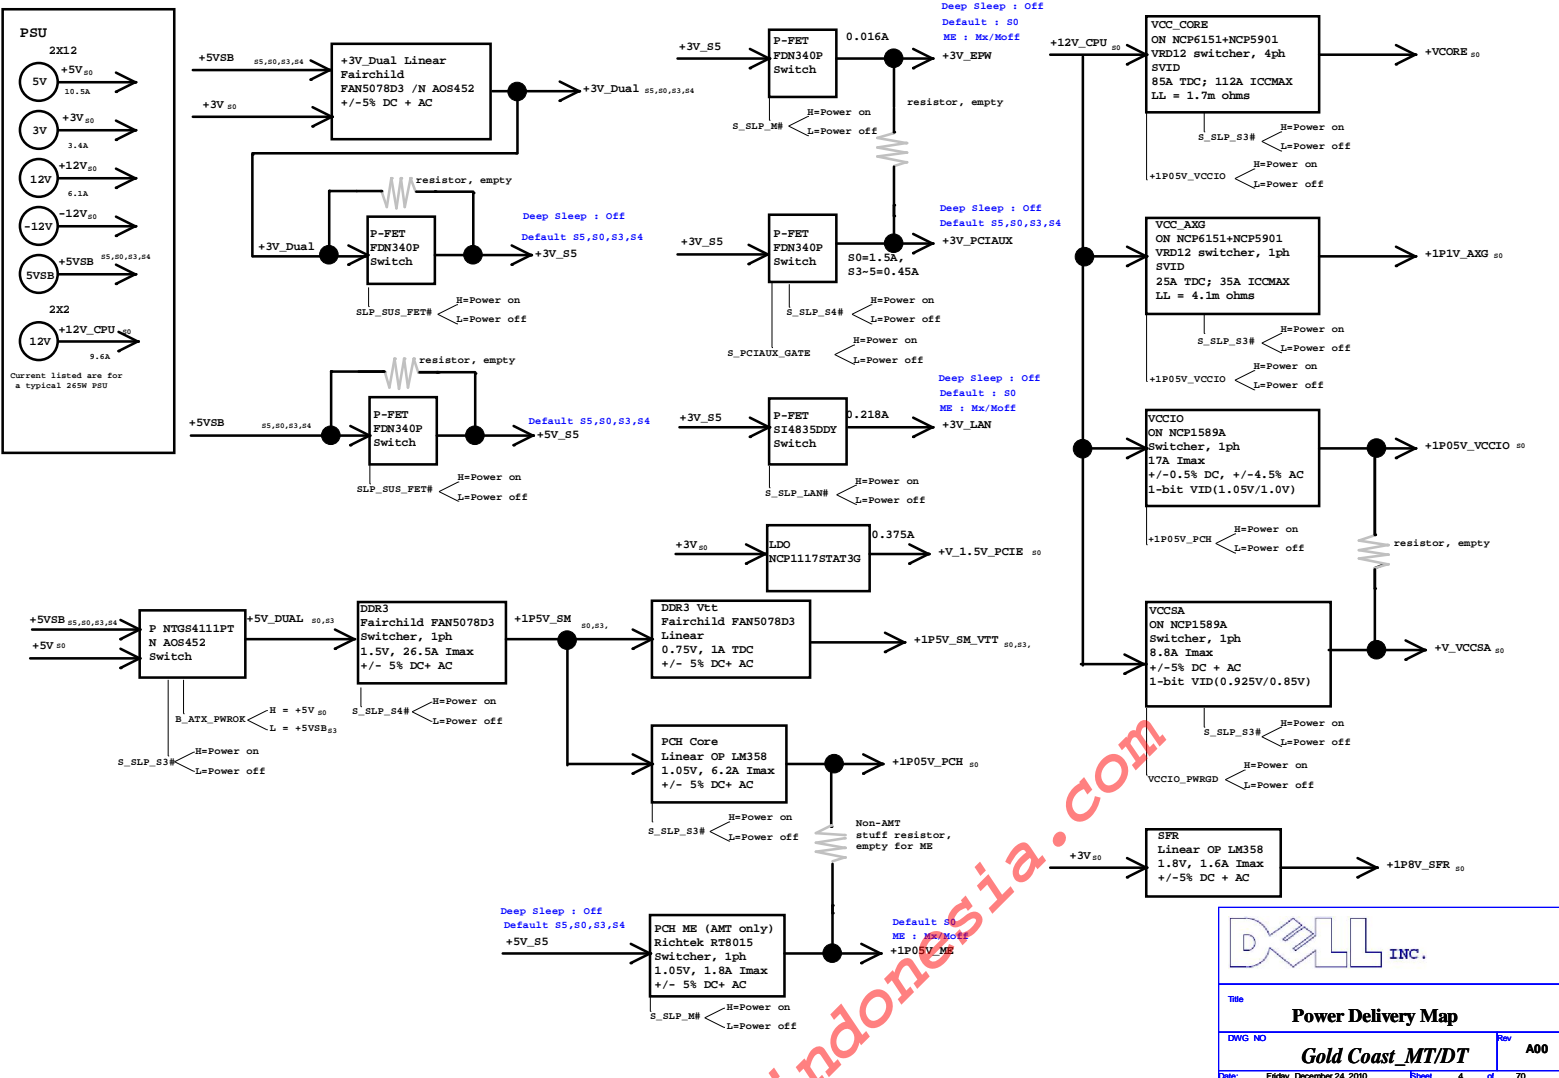 PSU
2X12
5V
+5V S0
10.5A
3V
+3V S0
3.4A
12V
+12V S0
6.1A
-12V
-12V S0
5VSB
+5VSB S5,S0,S3,S4
2X2
12V
+12V_CPU S0
9.6A
Current listed are for
a typical 265W PSU
+5VSB S5,S0,S3,S4
+3V S0
+3V_Dual Linear
Fairchild
FAN5078D3 /N AOS452
+/-5% DC + AC
+3V_Dual S5,S0,S3,S4
resistor, empty
+3V_Dual
P-FET
FDN340P
Switch
Deep Sleep : Off
Default S5,S0,S3,S4
+3V_S5
SLP_SUS_FET#
H=Power on
L=Power off
resistor, empty
+5VSB S5,S0,S3,S4
P-FET
FDN340P
Switch
Default S5,S0,S3,S4
+5V_S5
SLP_SUS_FET#
H=Power on
L=Power off
Deep Sleep : Off
Default : S0
ME : Mx/Moff
+3V_S5
P-FET
FDN340P
Switch
0.016A
+3V_EPW
S_SLP_M#
H=Power on
L=Power off
resistor, empty
+3V_S5
P-FET
FDN340P
Switch
S0=1.5A,
S3~5=0.45A
Deep Sleep : Off
Default S5,S0,S3,S4
+3V_PCIAUX
S_SLP_S4#
H=Power on
L=Power off
S_PCIAUX_GATE
H=Power on
L=Power off
+3V_S5
P-FET
SI4835DDY
Switch
0.218A
Deep Sleep : Off
Default : S0
ME : Mx/Moff
+3V_LAN
S_SLP_LAN#
H=Power on
L=Power off
+3V S0
LDO
NCP1117STAT3G
0.375A
+V_1.5V_PCIE S0
+5VSB S5,S0,S3,S4
+5V S0
P NTGS4111PT
N AOS452
Switch
+5V_DUAL S0,S3
B_ATX_PWROK
H = +5V S0
L = +5VSB S3
S_SLP_S3#
H=Power on
L=Power off
DDR3
Fairchild FAN5078D3
Switcher, 1ph
1.5V, 26.5A Imax
+/- 5% DC+ AC
+1P5V_SM S0,S3,
S_SLP_S4#
H=Power on
L=Power off
DDR3 Vtt
Fairchild FAN5078D3
Linear
0.75V, 1A TDC
+/- 5% DC+ AC
+1P5V_SM_VTT S0,S3,
PCH Core
Linear OP LM358
1.05V, 6.2A Imax
+/- 5% DC+ AC
+1P05V_PCH S0
S_SLP_S3#
H=Power on
L=Power off
Non-AMT
stuff resistor,
empty for ME
Deep Sleep : Off
Default S5,S0,S3,S4
+5V_S5
PCH ME (AMT only)
Richtek RT8015
Switcher, 1ph
1.05V, 1.8A Imax
+/- 5% DC+ AC
Default S0
ME : Mx/Moff
+1P05V_ME
S_SLP_M#
H=Power on
L=Power off
+12V_CPU S0
VCC_CORE
ON NCP6151+NCP5901
VRD12 switcher, 4ph
SVID
85A TDC; 112A ICCMAX
LL = 1.7m ohms
+VCORE S0
S_SLP_S3#
H=Power on
L=Power off
+1P05V_VCCIO
H=Power on
L=Power off
VCC_AXG
ON NCP6151+NCP5901
VRD12 switcher, 1ph
SVID
25A TDC; 35A ICCMAX
LL = 4.1m ohms
+1P1V_AXG S0
S_SLP_S3#
H=Power on
L=Power off
+1P05V_VCCIO
H=Power on
L=Power off
VCCIO
ON NCP1589A
Switcher, 1ph
17A Imax
+/-0.5% DC, +/-4.5% AC
1-bit VID(1.05V/1.0V)
+1P05V_VCCIO S0
+1P05V_PCH
H=Power on
L=Power off
resistor, empty
VCCSA
ON NCP1589A
Switcher, 1ph
8.8A Imax
+/-5% DC + AC
1-bit VID(0.925V/0.85V)
+V_VCCSA S0
S_SLP_S3#
H=Power on
L=Power off
VCCIO_PWRGD
H=Power on
L=Power off
+3V S0
SFR
Linear OP LM358
1.8V, 1.6A Imax
+/-5% DC + AC
+1P8V_SFR S0
indonesia.com
DELL INC.
Title
Power Delivery Map
DWG NO
Gold Coast_MT/DT
Rev
A00
Date: Friday, December 24, 2010
Sheet 4 of 70